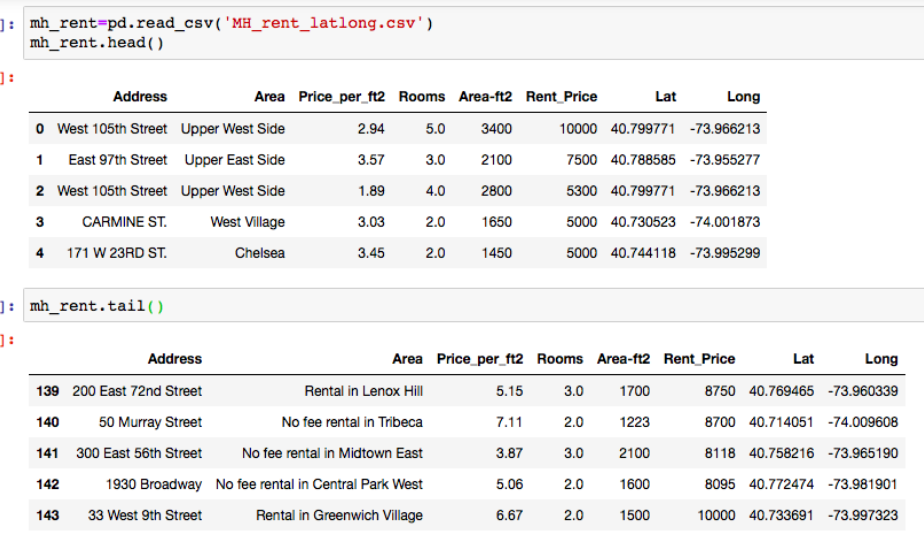 ]: mh_rent=pd.read_csv('MH_rent_latlong.csv')
mh_rent.head()
]:
Address Area Price_per_ft2 Rooms Area-ft2 Rent_Price Lat Long
0 West 105th Street Upper West Side 2.94 5.0 3400 10000 40.799771 -73.966213
1 East 97th Street Upper East Side 3.57 3.0 2100 7500 40.788585 -73.955277
2 West 105th Street Upper West Side 1.89 4.0 2800 5300 40.799771 -73.966213
3 CARMINE ST. West Village 3.03 2.0 1650 5000 40.730523 -74.001873
4 171 W 23RD ST. Chelsea 3.45 2.0 1450 5000 40.744118 -73.995299
]: mh_rent.tail()
]:
Address Area Price_per_ft2 Rooms Area-ft2 Rent_Price Lat Long
139 200 East 72nd Street Rental in Lenox Hill 5.15 3.0 1700 8750 40.769465 -73.960339
140 50 Murray Street No fee rental in Tribeca 7.11 2.0 1223 8700 40.714051 -74.009608
141 300 East 56th Street No fee rental in Midtown East 3.87 3.0 2100 8118 40.758216 -73.965190
142 1930 Broadway No fee rental in Central Park West 5.06 2.0 1600 8095 40.772474 -73.981901
143 33 West 9th Street Rental in Greenwich Village 6.67 2.0 1500 10000 40.733691 -73.997323